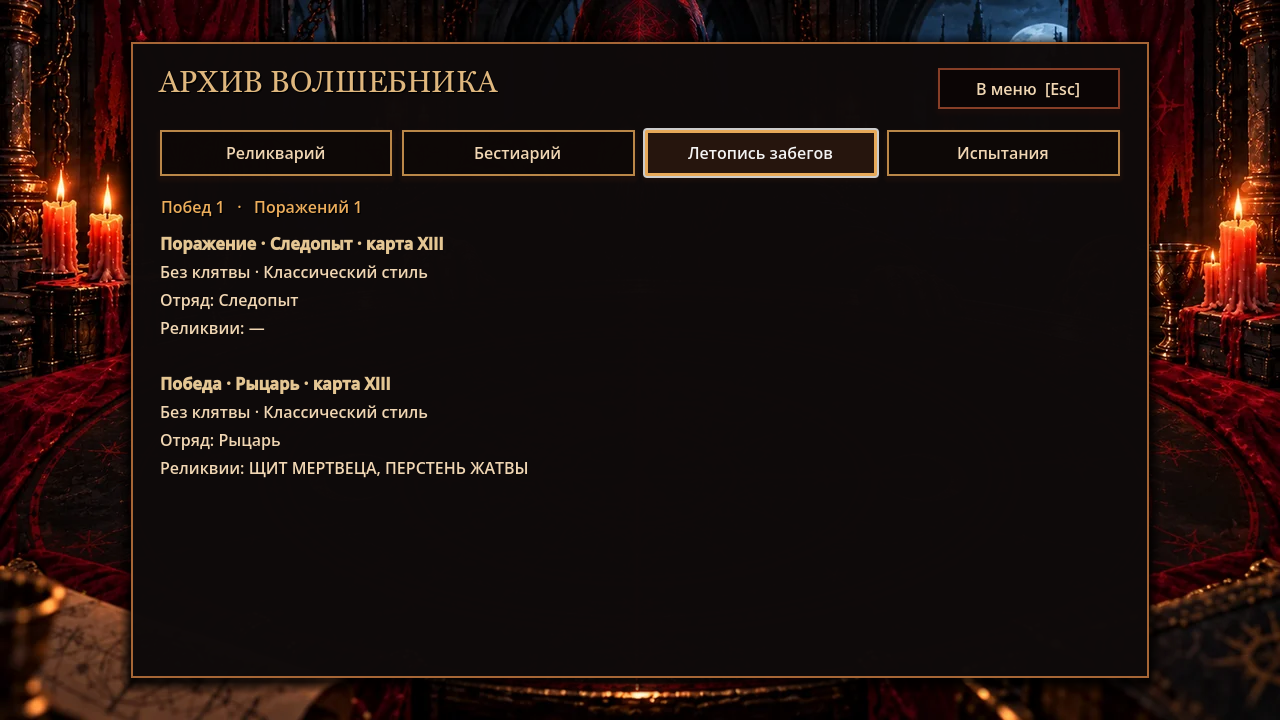 АРХИВ ВОЛШЕБНИКА
В меню [Esc]
Реликварий
Бестиарий
Летопись забегов
Испытания
Побед 1 · Поражений 1
Поражение · Следопыт · карта XIII
Без клятвы · Классический стиль
Отряд: Следопыт
Реликвии: —
Победа · Рыцарь · карта XIII
Без клятвы · Классический стиль
Отряд: Рыцарь
Реликвии: ЩИТ МЕРТВЕЦА, ПЕРСТЕНЬ ЖАТВЫ